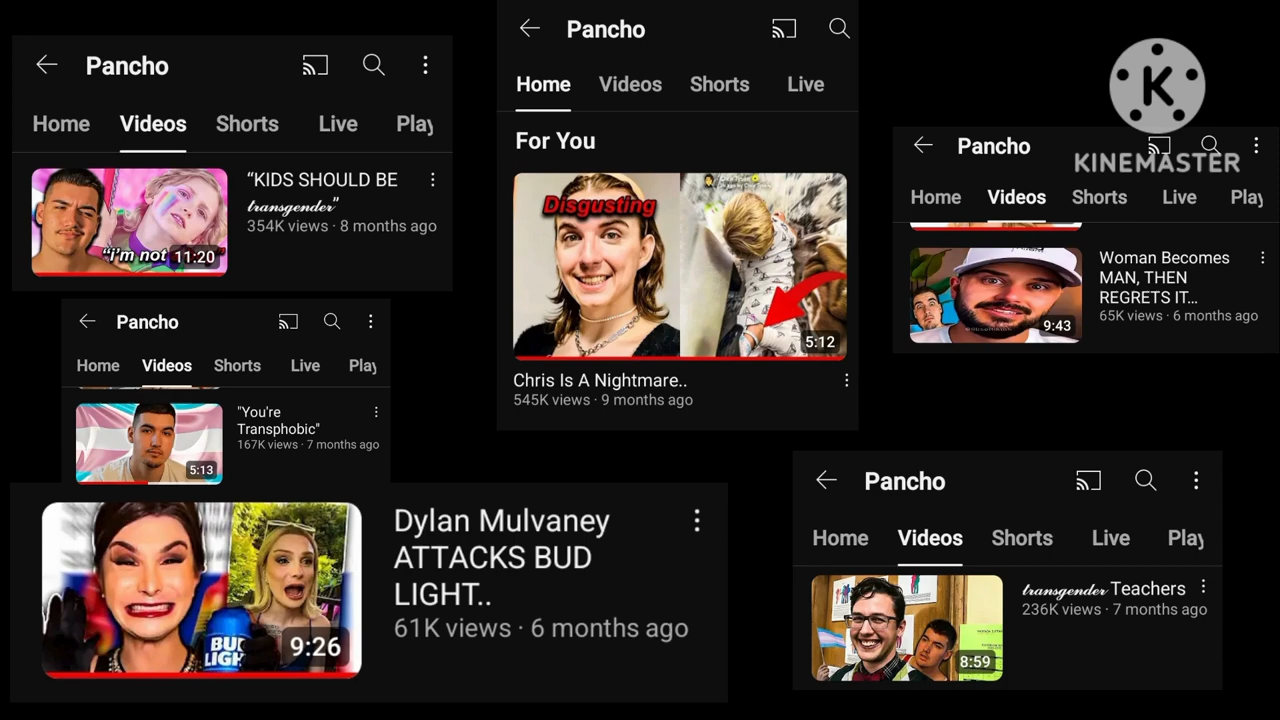 Pancho
Home Videos Shorts Live Play
“KIDS SHOULD BE
transgender”
354K views · 8 months ago
“i’m not
11:20
Pancho
Home Videos Shorts Live
For You
Disgusting
5:12
Chris Is A Nightmare..
545K views · 9 months ago
KINEMASTER
Pancho
Home Videos Shorts Live Play
Woman Becomes
MAN, THEN
REGRETS IT...
65K views · 6 months ago
9:43
Pancho
Home Videos Shorts Live Play
"You're
Transphobic"
167K views · 7 months ago
5:13
Dylan Mulvaney
ATTACKS BUD
LIGHT..
61K views · 6 months ago
BUD
LIGH
9:26
Pancho
Home Videos Shorts Live Play
transgender Teachers
236K views · 7 months ago
8:59